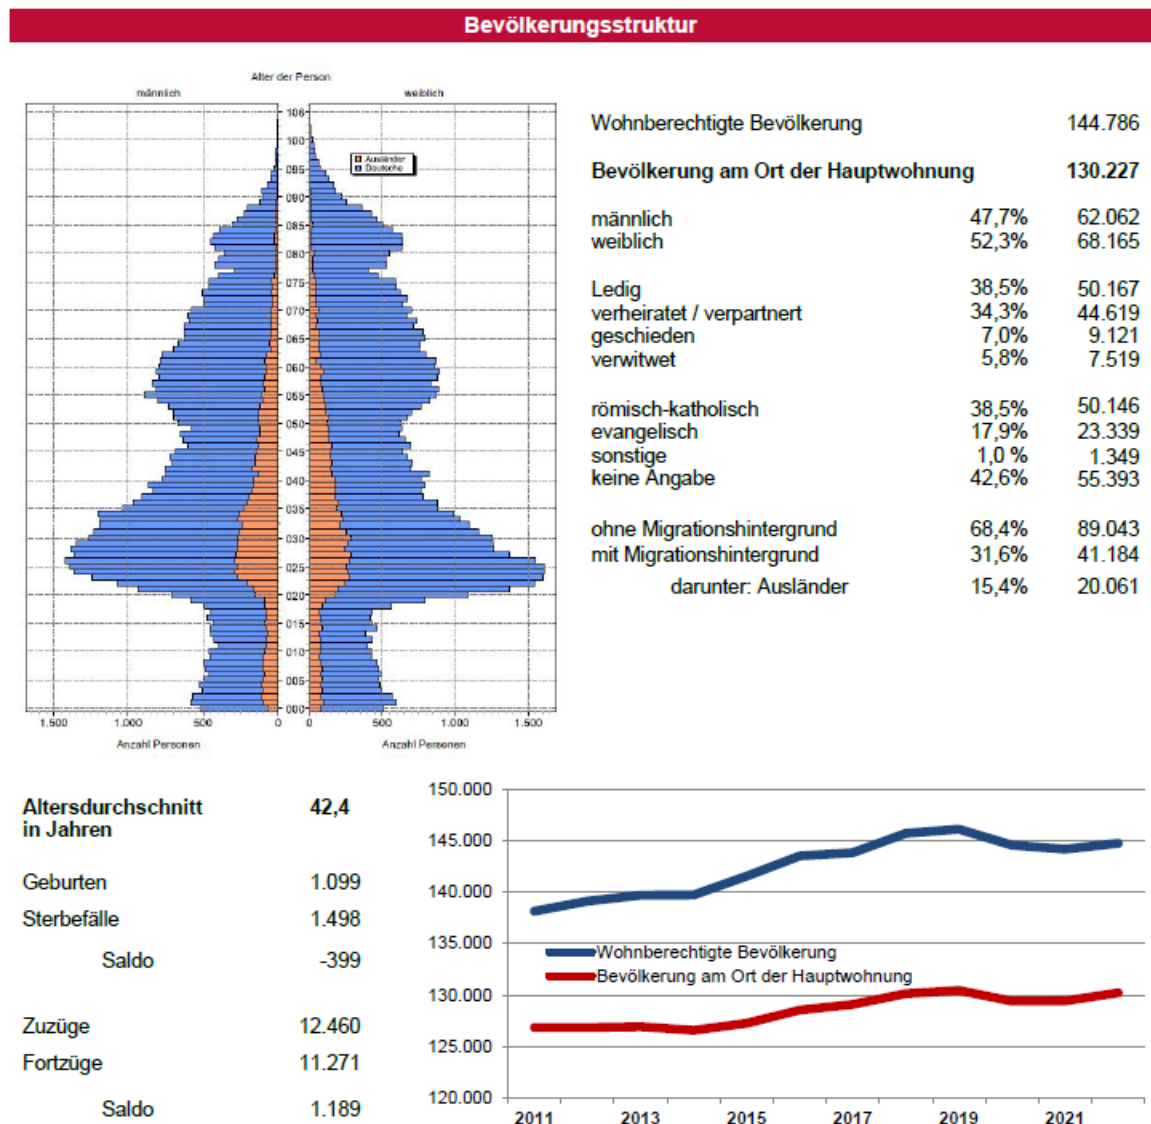 Bevölkerungsstruktur
Alter der Person
männlich
weiblich
106
100
095
090
085
080
075
070
065
060
055
050
045
040
035
030
025
020
015
010
005
000
Ausländer
Deutsche
1.500 1.000 500 0 0 500 1.000 1.500
Anzahl Personen Anzahl Personen
Wohnberechtigte Bevölkerung 144.786
Bevölkerung am Ort der Hauptwohnung 130.227
männlich 47,7% 62.062
weiblich 52,3% 68.165
Ledig 38,5% 50.167
verheiratet / verpartnert 34,3% 44.619
geschieden 7,0% 9.121
verwitwet 5,8% 7.519
römisch-katholisch 38,5% 50.146
evangelisch 17,9% 23.339
sonstige 1,0 % 1.349
keine Angabe 42,6% 55.393
ohne Migrationshintergrund 68,4% 89.043
mit Migrationshintergrund 31,6% 41.184
darunter: Ausländer 15,4% 20.061
Altersdurchschnitt 42,4
in Jahren
Geburten 1.099
Sterbefälle 1.498
Saldo -399
Zuzüge 12.460
Fortzüge 11.271
Saldo 1.189
150.000
145.000
140.000
135.000
130.000
125.000
120.000
Wohnberechtigte Bevölkerung
Bevölkerung am Ort der Hauptwohnung
2011 2013 2015 2017 2019 2021